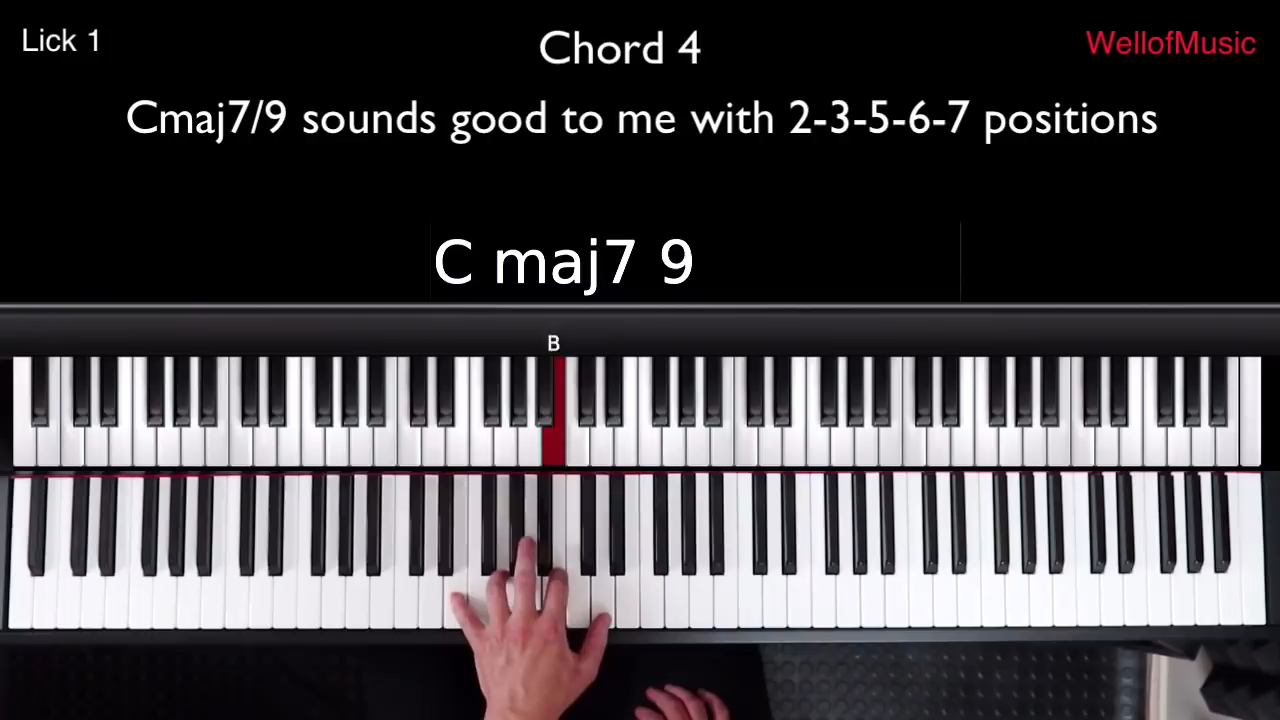 Lick 1
Chord 4
WellofMusic
Cmaj7/9 sounds good to me with 2-3-5-6-7 positions
C maj7 9
B